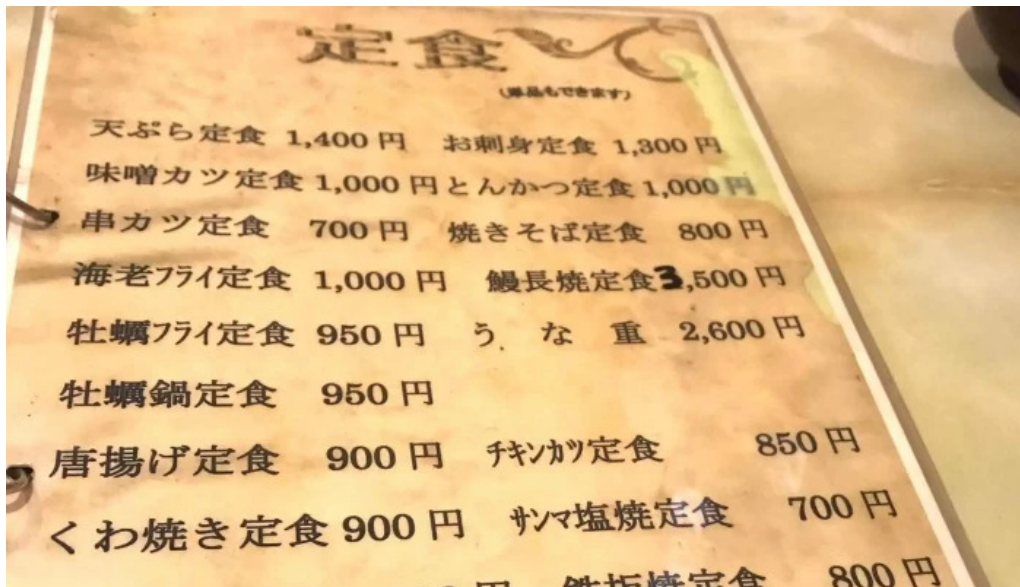 定食
(単品もできます)
天ぷら定食 1,400円 お刺身定食 1,300円
味噌カツ定食 1,000円 とんかつ定食 1,000円
串カツ定食 700円 焼きそば定食 800円
海老フライ定食 1,000円 鰻長焼定食 3,500円
牡蠣フライ定食 950円 うな重 2,600円
牡蠣鍋定食 950円
唐揚げ定食 900円 チキンカツ定食 850円
くわ焼き定食 900円 サンマ塩焼定食 700円
鉄板焼定食 800円